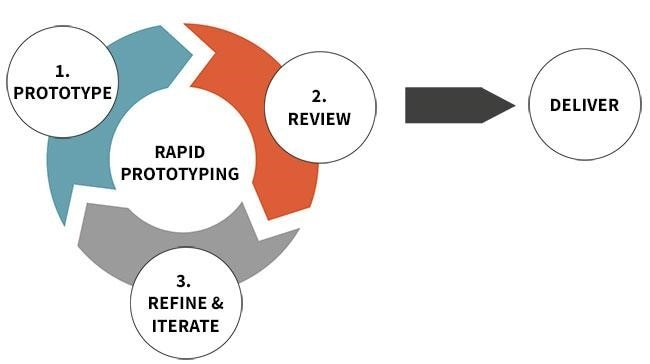 1.
PROTOTYPE
2.
REVIEW
RAPID
PROTOTYPING
3.
REFINE &
ITERATE
DELIVER